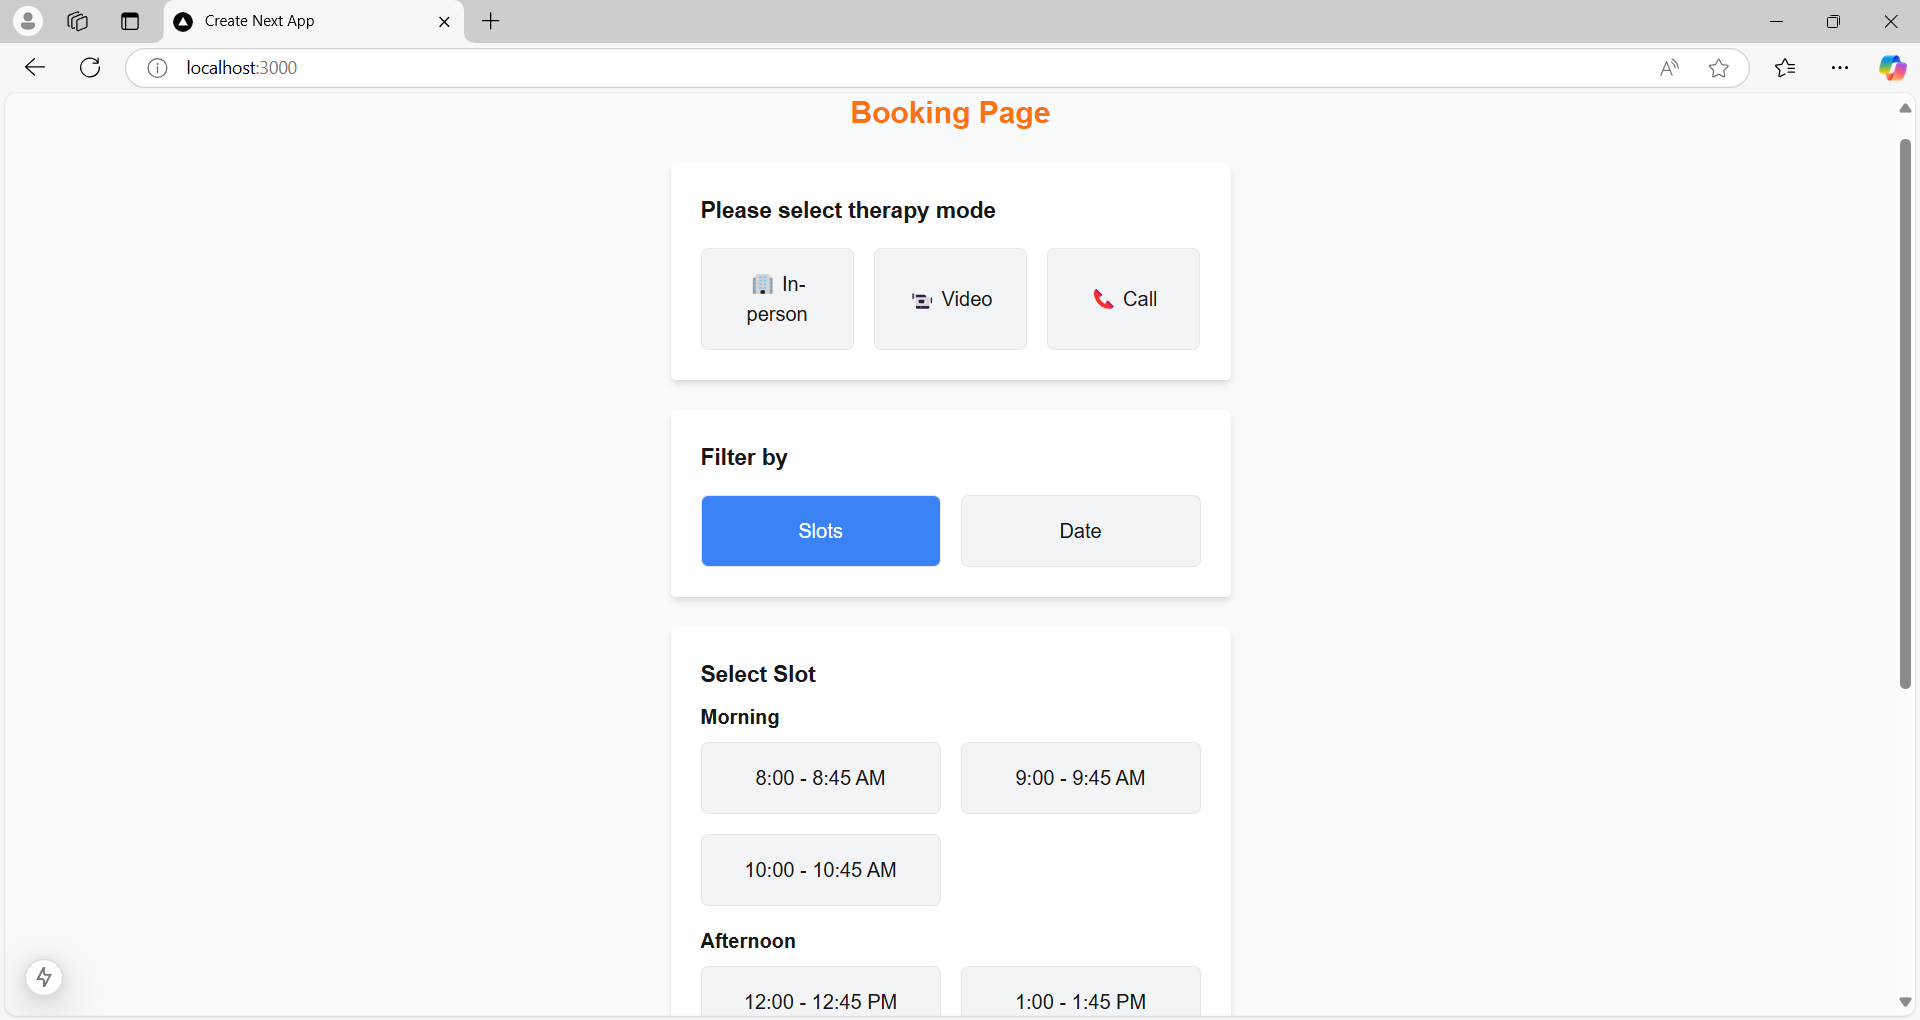 Create Next App
localhost:3000
Booking Page
Please select therapy mode
In-
person
Video
Call
Filter by
Slots
Date
Select Slot
Morning
8:00 - 8:45 AM
9:00 - 9:45 AM
10:00 - 10:45 AM
Afternoon
12:00 - 12:45 PM
1:00 - 1:45 PM